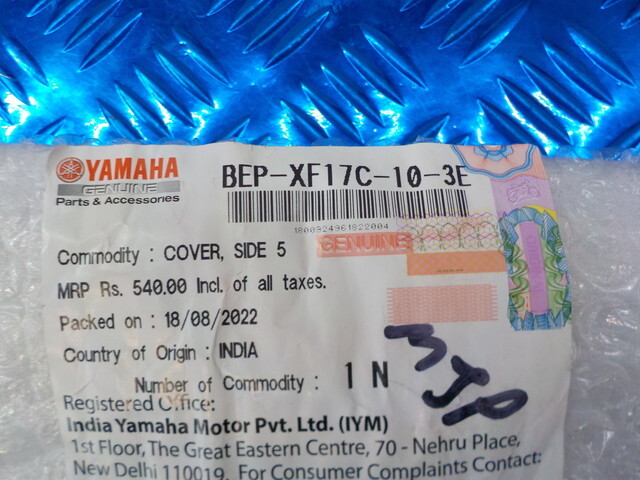 YAMAHA
GENUINE
Parts & Accessories
BEP-XF17C-10-3E
1800924961822004
GENUINE
Commodity : COVER, SIDE 5
MRP Rs. 540.00 Incl. of all taxes.
Packed on : 18/08/2022
Country of Origin : INDIA
Number of Commodity : 1 N
MJP
Registered Office:
India Yamaha Motor Pvt. Ltd. (IYM)
1st Floor, The Great Eastern Centre, 70 - Nehru Place,
New Delhi 110019. For Consumer Complaints Contact: